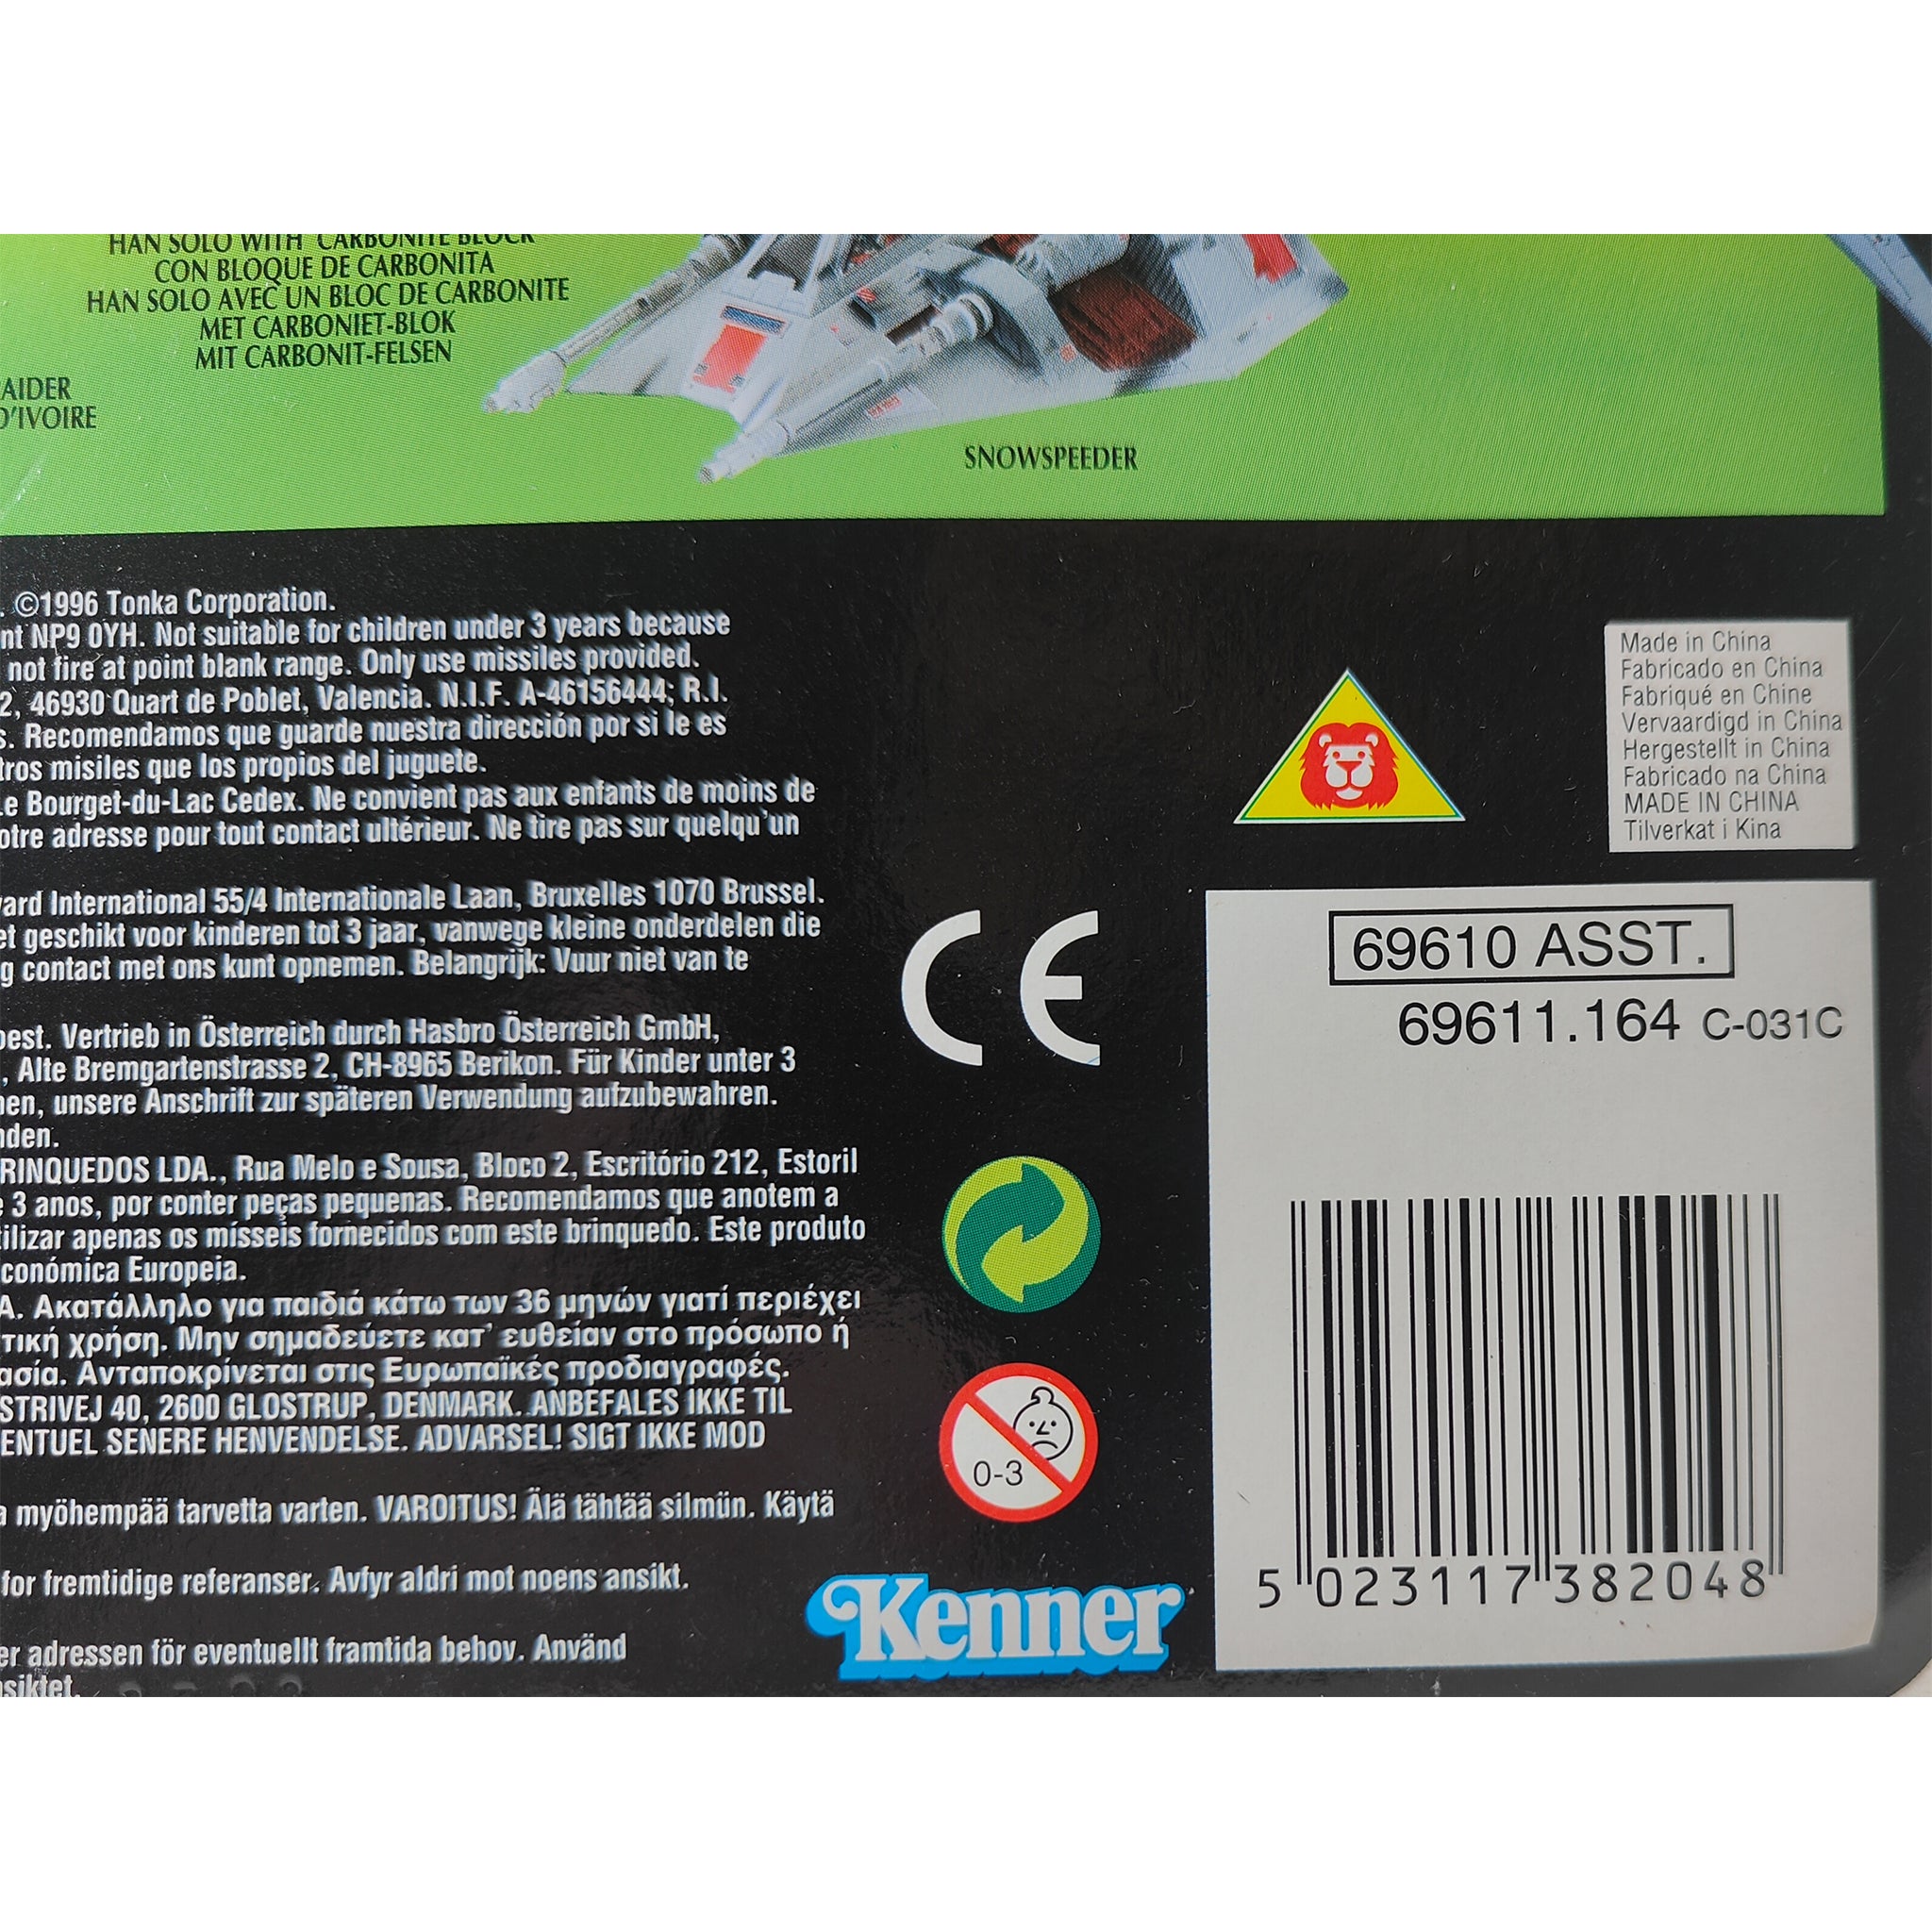 HAN SOLO WITH CARBONITE BLOCK
CON BLOQUE DE CARBONITA
HAN SOLO AVEC UN BLOC DE CARBONITE
MET CARBONIET-BLOK
MIT CARBONIT-FELSEN
AIDER
D'IVOIRE
SNOWSPEEDER
. ©1996 Tonka Corporation.
nt NP9 0YH. Not suitable for children under 3 years because
not fire at point blank range. Only use missiles provided.
2, 46930 Quart de Poblet, Valencia. N.I.F. A-46156444; R.I.
s. Recomendamos que guarde nuestra dirección por si le es
tros misiles que los propios del juguete.
Le Bourget-du-Lac Cedex. Ne convient pas aux enfants de moins de
otre adresse pour tout contact ultérieur. Ne tire pas sur quelqu'un
ard International 55/4 Internationale Laan, Bruxelles 1070 Brussel.
et geschikt voor kinderen tot 3 jaar, vanwege kleine onderdelen die
g contact met ons kunt opnemen. Belangrijk: Vuur niet van te
best. Vertrieb in Österreich durch Hasbro Österreich GmbH,
, Alte Bremgartenstrasse 2, CH-8965 Berikon. Für Kinder unter 3
nen, unsere Anschrift zur späteren Verwendung aufzubewahren.
nden.
RINQUEDOS LDA., Rua Melo e Sousa, Bloco 2, Escritório 212, Estoril
e 3 anos, por conter peças pequenas. Recomendamos que anotem a
tilizar apenas os mísseis fornecidos com este brinquedo. Este produto
conómica Europeia.
A. Ακατάλληλο για παιδιά κάτω των 36 μηνών γιατί περιέχει
τική χρήση. Μην σημαδεύετε κατ' ευθείαν στο πρόσωπο ή
ασία. Ανταποκρίνεται στις Ευρωπαϊκές προδιαγραφές.
STRIVEJ 40, 2600 GLOSTRUP, DENMARK. ANBEFALES IKKE TIL
ENTUEL SENERE HENVENDELSE. ADVARSEL! SIGT IKKE MOD
a myöhempää tarvetta varten. VAROITUS! Älä tähtää silmün. Käytä
for fremtidige referanser. Avfyr aldri mot noens ansikt.
er adressen för eventuellt framtida behov. Använd
nsiktet.
CE
0-3
Kenner
Made in China
Fabricado en China
Fabriqué en Chine
Vervaardigd in China
Hergestellt in China
Fabricado na China
MADE IN CHINA
Tilverkat i Kina
69610 ASST.
69611.164 C-031C
5 023117 382048